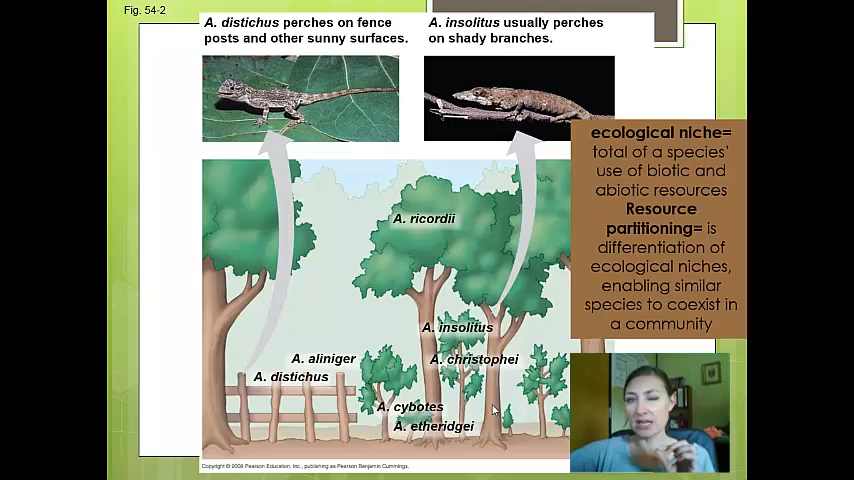 Fig. 54-2
A. distichus perches on fence
posts and other sunny surfaces.
A. insolitus usually perches
on shady branches.
ecological niche=
total of a species'
use of biotic and
abiotic resources
Resource
partitioning= is
differentiation of
ecological niches,
enabling similar
species to coexist in
a community
A. ricordii
A. insolitus
A. aliniger
A. christophei
A. distichus
A. cybotes
A. etheridgei
Copyright © 2008 Pearson Education, Inc., publishing as Pearson Benjamin Cummings.